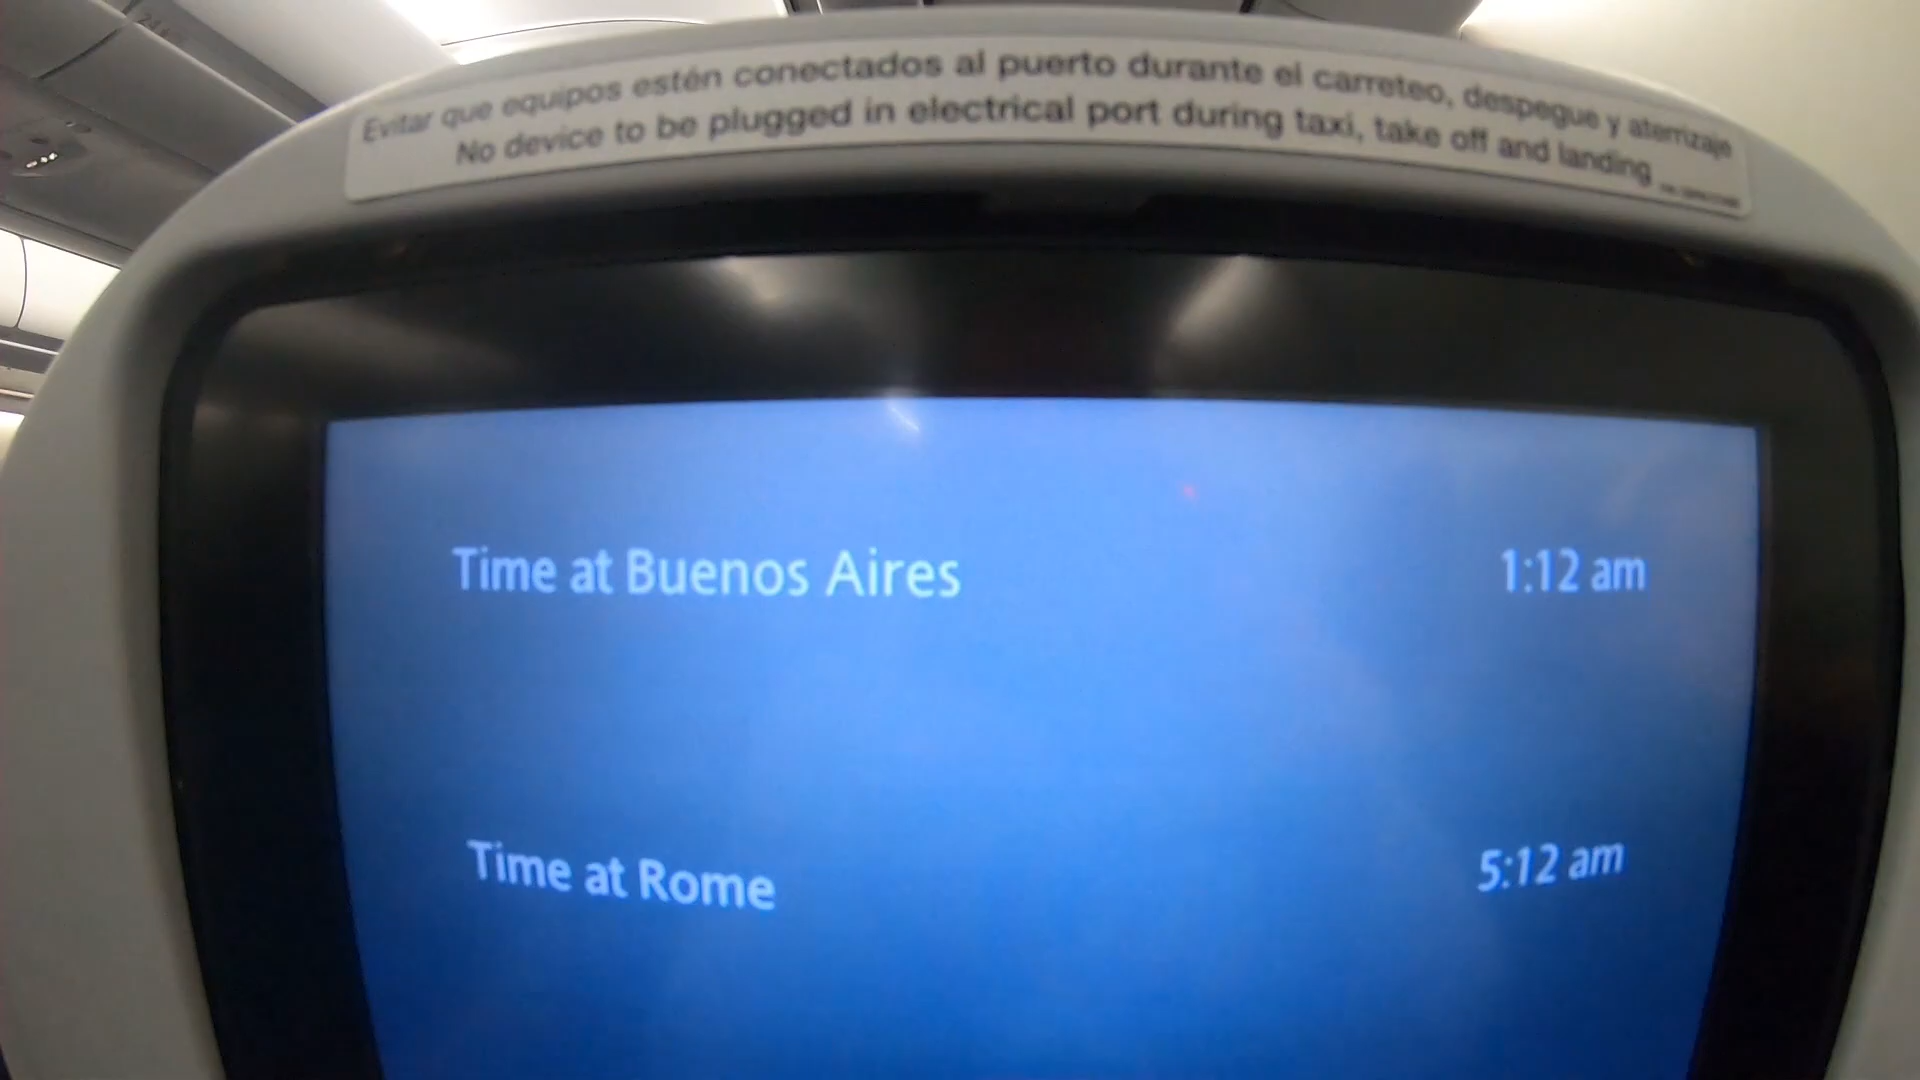 Evitar que equipos estén conectados al puerto durante el carreteo, despegue y aterrizaje
No device to be plugged in electrical port during taxi, take off and landing
Time at Buenos Aires 1:12 am
Time at Rome 5:12 am